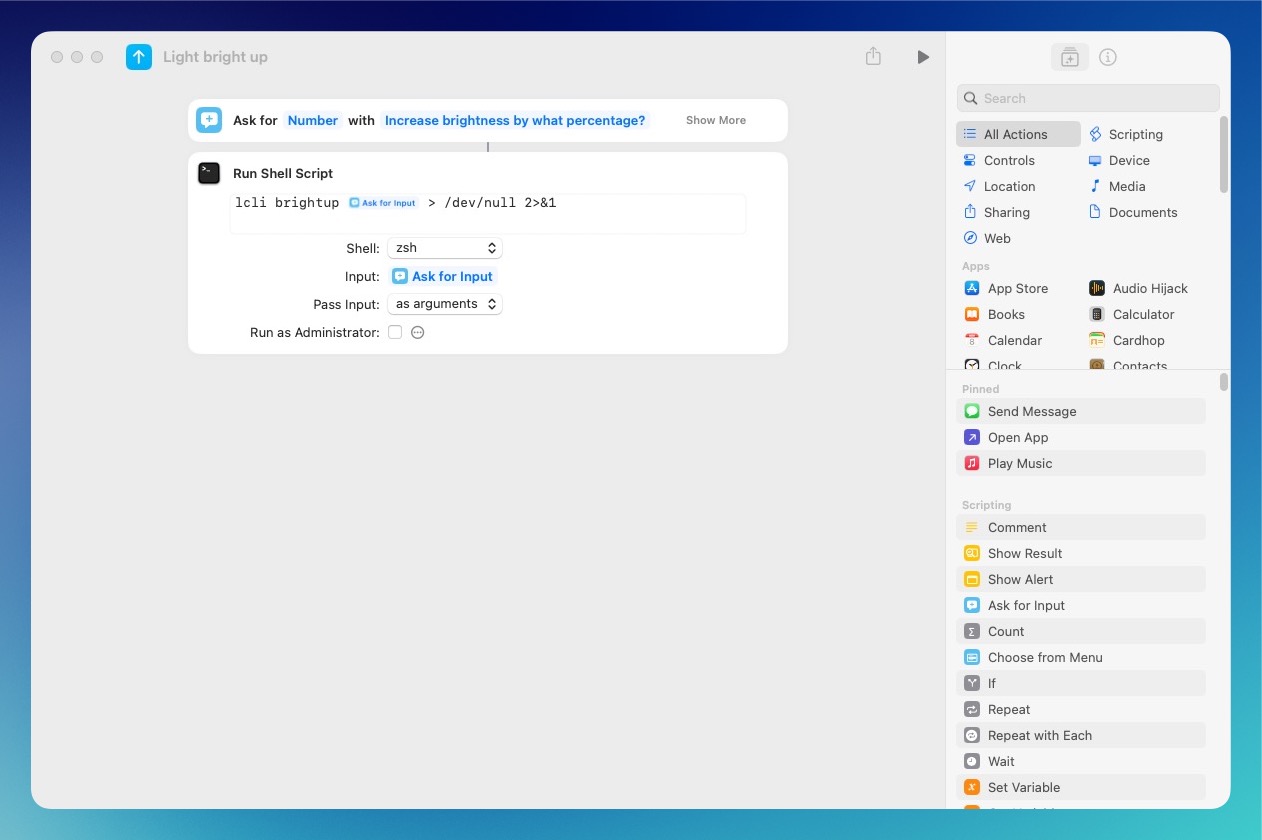 Light bright up
Ask for Number with Increase brightness by what percentage? Show More
Run Shell Script
lcli brightup Ask for Input > /dev/null 2>&1
Shell: zsh
Input: Ask for Input
Pass Input: as arguments
Run as Administrator:
Search
All Actions
Scripting
Controls
Device
Location
Media
Sharing
Documents
Web
Apps
App Store
Audio Hijack
Books
Calculator
Calendar
Cardhop
Clock
Contacts
Pinned
Send Message
Open App
Play Music
Scripting
Comment
Show Result
Show Alert
Ask for Input
Count
Choose from Menu
If
Repeat
Repeat with Each
Wait
Set Variable